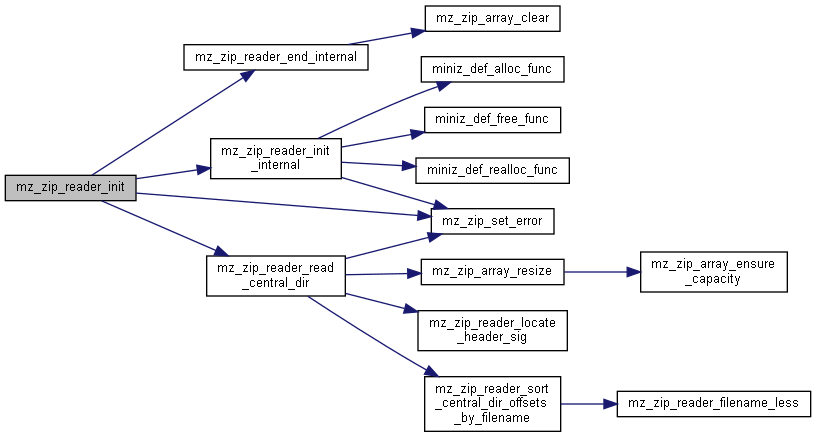 mz_zip_array_clear
mz_zip_reader_end_internal
miniz_def_alloc_func
miniz_def_free_func
mz_zip_reader_init
_internal
miniz_def_realloc_func
mz_zip_reader_init
mz_zip_set_error
mz_zip_reader_read
_central_dir
mz_zip_array_resize
mz_zip_array_ensure
_capacity
mz_zip_reader_locate
_header_sig
mz_zip_reader_sort
_central_dir_offsets
_by_filename
mz_zip_reader_filename_less